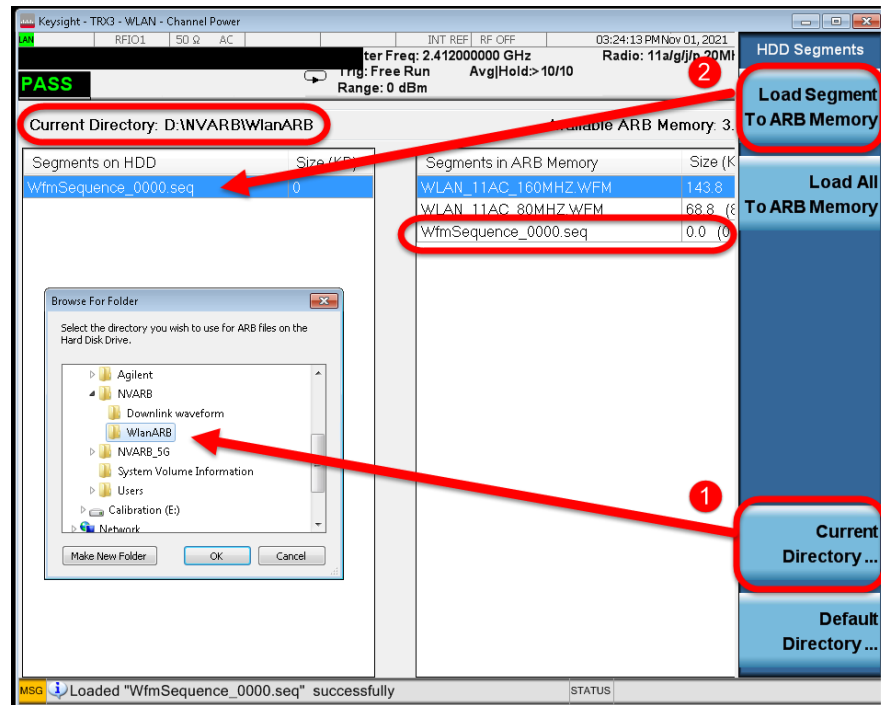 Keysight - TRX3 - WLAN - Channel Power
LAN RFIO1 50 Ω AC INT REF RF OFF 03:24:13 PM Nov 01, 2021
ter Freq: 2.412000000 GHz Radio: 11a/g/j/p 20MH
Trig: Free Run Avg|Hold:> 10/10
PASS
Range: 0 dBm
HDD Segments
2
Load Segment
To ARB Memory
Current Directory: D:\NVARB\WlanARB
Available ARB Memory: 3.
Segments on HDD Size (KB)
WfmSequence_0000.seq 0
Segments in ARB Memory Size (K
WLAN_11AC_160MHZ.WFM 143.8
WLAN_11AC_80MHZ.WFM 68.8 (8
WfmSequence_0000.seq 0.0 (0
Load All
To ARB Memory
Browse For Folder
Select the directory you wish to use for ARB files on the
Hard Disk Drive.
Agilent
NVARB
Downlink waveform
WlanARB
NVARB_5G
System Volume Information
Users
Calibration (E:)
Network
Make New Folder OK Cancel
1
Current
Directory...
Default
Directory...
MSG Loaded "WfmSequence_0000.seq" successfully STATUS